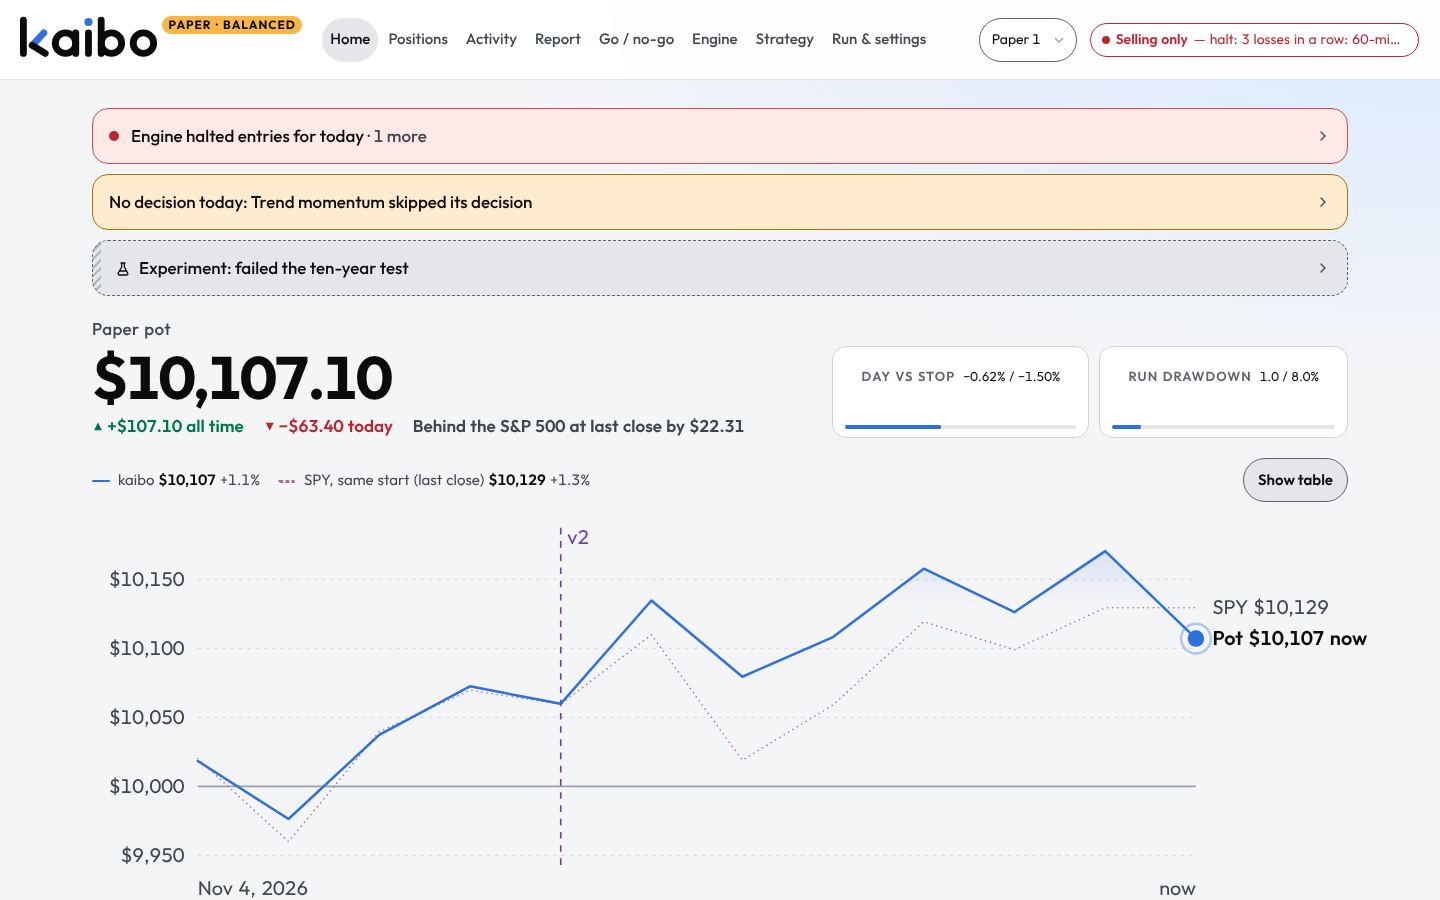 kaibo
PAPER · BALANCED
Home
Positions
Activity
Report
Go / no-go
Engine
Strategy
Run & settings
Paper 1
Selling only — halt: 3 losses in a row: 60-mi...
Engine halted entries for today · 1 more
No decision today: Trend momentum skipped its decision
Experiment: failed the ten-year test
Paper pot
$10,107.10
▲ +$107.10 all time ▼ −$63.40 today Behind the S&P 500 at last close by $22.31
DAY VS STOP −0.62% / −1.50%
RUN DRAWDOWN 1.0 / 8.0%
kaibo $10,107 +1.1% SPY, same start (last close) $10,129 +1.3%
Show table
v2
$10,150
$10,100
$10,050
$10,000
$9,950
SPY $10,129
Pot $10,107 now
Nov 4, 2026
now